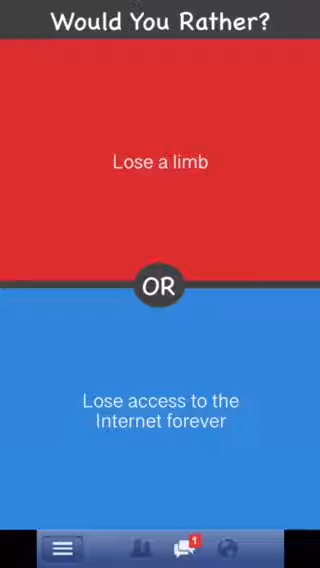 Would You Rather?
Lose a limb
OR
Lose access to the
Internet forever
1